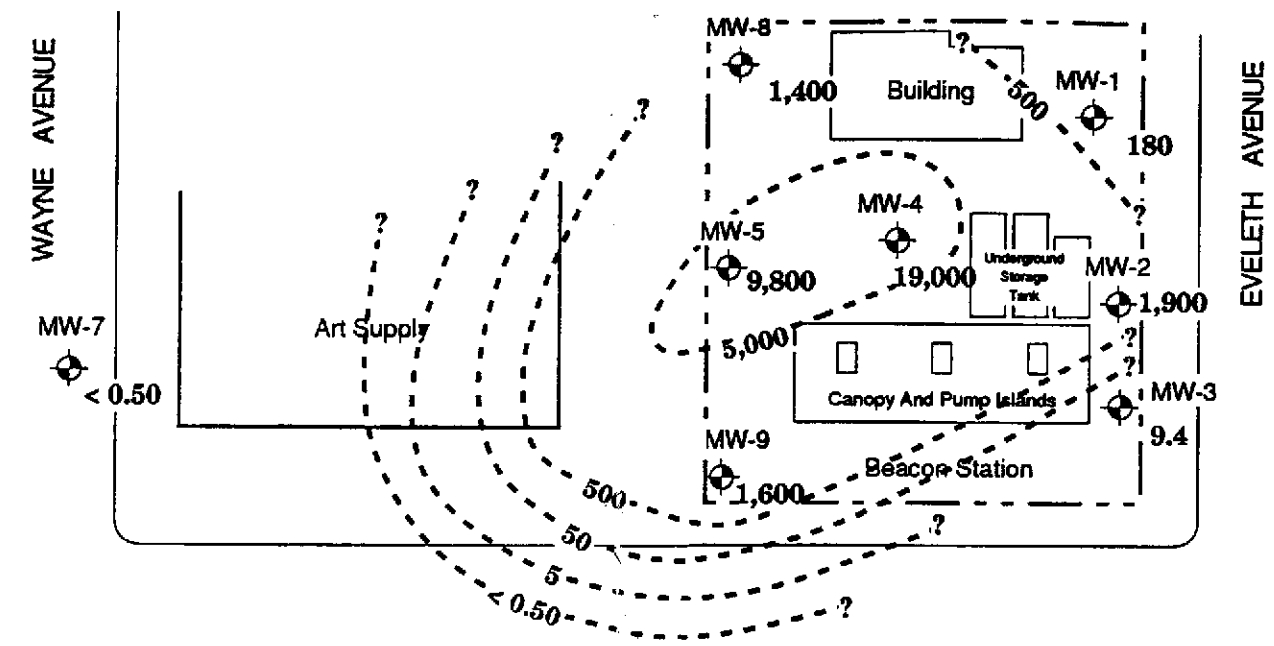 WAYNE AVENUE
EVELETH AVENUE
MW-8
1,400
Building
?
500
MW-1
180
?
?
?
?
?
?
MW-5
9,800
MW-4
19,000
Underground
Storage
Tank
MW-2
1,900
MW-7
< 0.50
Art Supply
5,000
?
?
Canopy And Pump Islands
MW-3
9.4
MW-9
1,600
Beacon Station
500
50
5
< 0.50
?
?